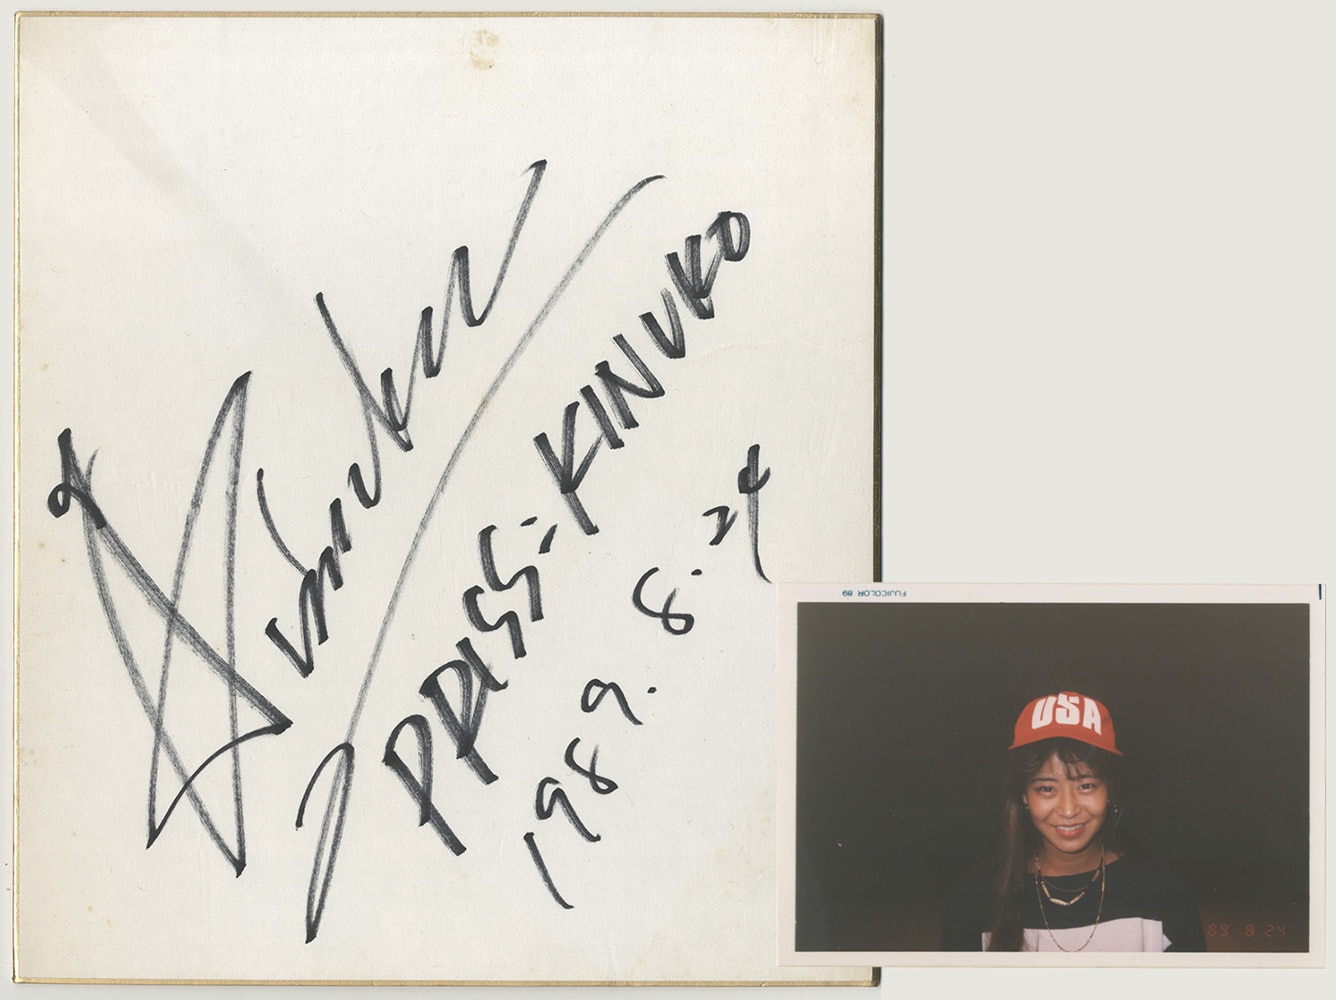 PRISS: KINUKO
1989. 8. 24
FUJICOLOR 89
USA
89 8 24